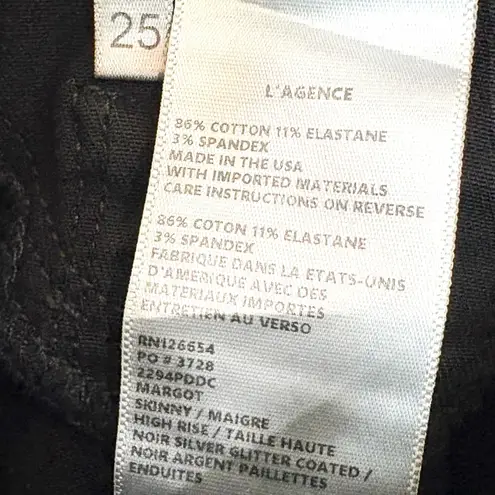 25
L'AGENCE
86% COTTON 11% ELASTANE
3% SPANDEX
MADE IN THE USA
WITH IMPORTED MATERIALS
CARE INSTRUCTIONS ON REVERSE
86% COTON 11% ELASTANE
3% SPANDEX
FABRIQUE DANS LA ETATS-UNIS
D'AMERIQUE AVEC DES
MATERIAUX IMPORTES
ENTRETIEN AU VERSO
RN126654
PO # 3728
2294PDDC
MARGOT
SKINNY / MAIGRE
HIGH RISE / TAILLE HAUTE
NOIR SILVER GLITTER COATED /
NOIR ARGENT PAILLETTES
ENDUITES